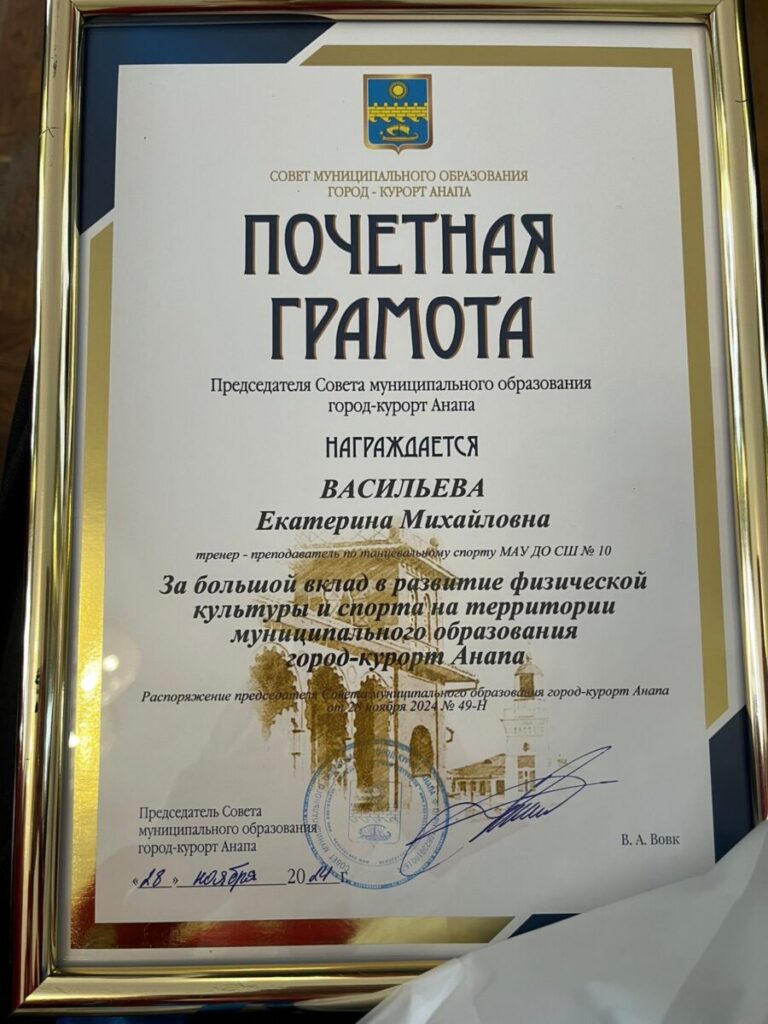 СОВЕТ МУНИЦИПАЛЬНОГО ОБРАЗОВАНИЯ
ГОРОД - КУРОРТ АНАПА
ПОЧЕТНАЯ
ГРАМОТА
Председателя Совета муниципального образования
город-курорт Анапа
НАГРАЖДАЕТСЯ
ВАСИЛЬЕВА
Екатерина Михайловна
тренер - преподаватель по танцевальному спорту МАУ ДО СШ № 10
За большой вклад в развитие физической
культуры и спорта на территории
муниципального образования
город-курорт Анапа
Распоряжение председателя Совета муниципального образования город-курорт Анапа
от 28 ноября 2024 № 49-Н
Председатель Совета
муниципального образования
город-курорт Анапа
В. А. Вовк
«28» ноября 2024 г.